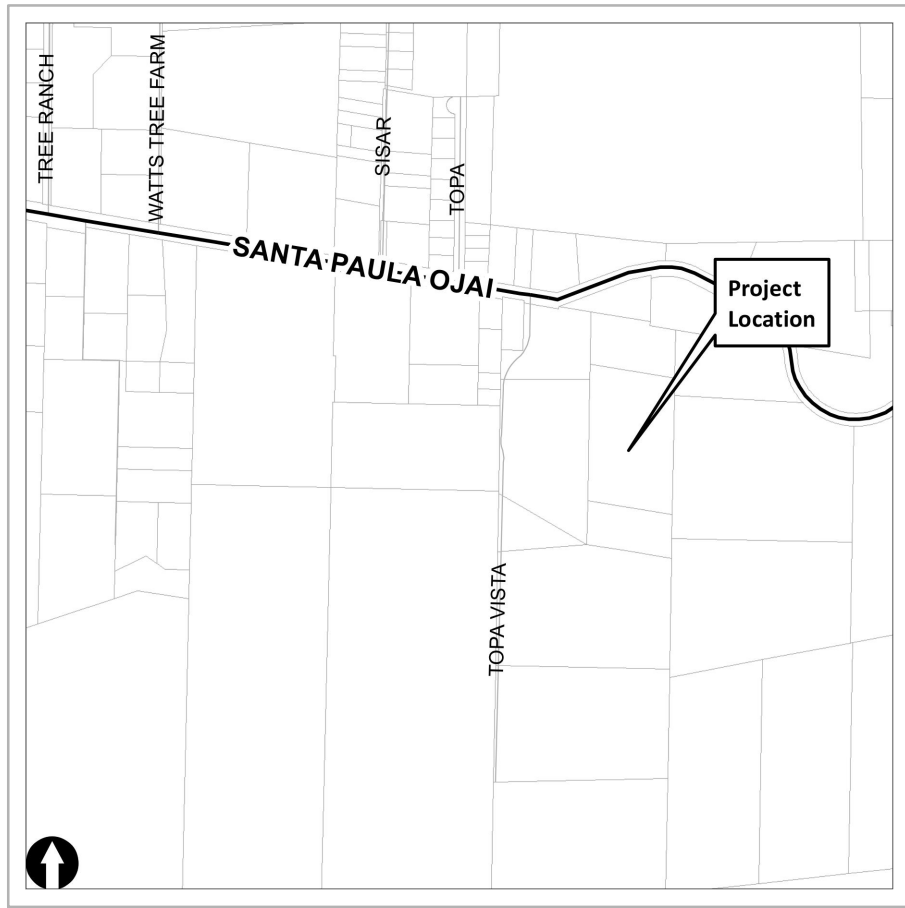 TREE RANCH
WATTS TREE FARM
SISAR
TOPA
SANTA PAULA OJAI
Project
Location
TOPA VISTA